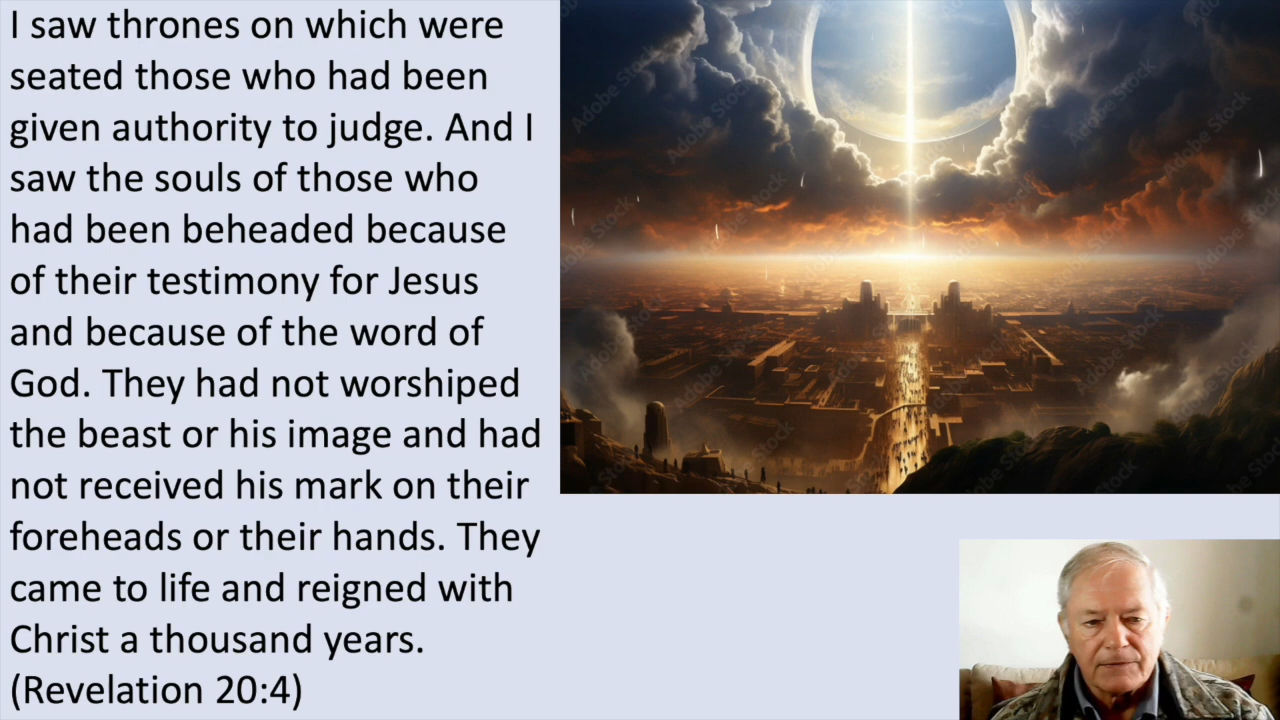 I saw thrones on which were
seated those who had been
given authority to judge. And I
saw the souls of those who
had been beheaded because
of their testimony for Jesus
and because of the word of
God. They had not worshiped
the beast or his image and had
not received his mark on their
foreheads or their hands. They
came to life and reigned with
Christ a thousand years.
(Revelation 20:4)
Adobe Stock